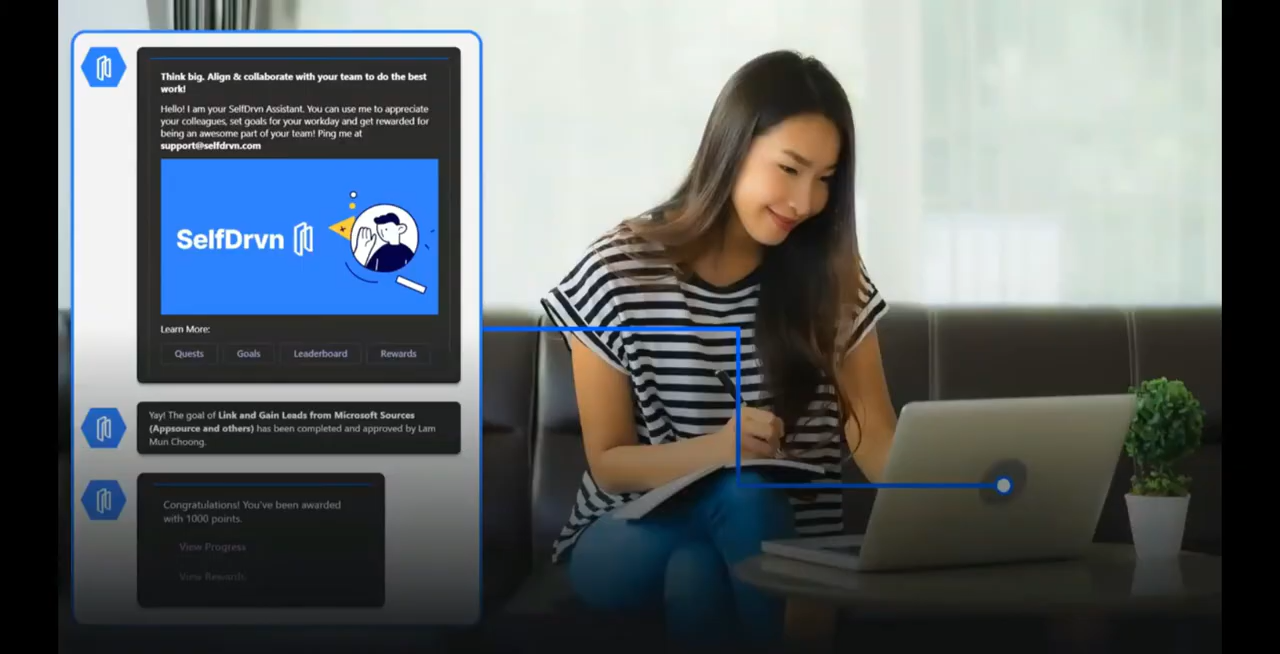 Think big. Align & collaborate with your team to do the best
work!
Hello! I am your SelfDrvn Assistant. You can use me to appreciate
your colleagues, set goals for your workday and get rewarded for
being an awesome part of your team! Ping me at
support@selfdrvn.com
SelfDrvn
Learn More:
Quests Goals Leaderboard Rewards
Yay! The goal of Link and Gain Leads from Microsoft Sources
(Appsource and others) has been completed and approved by Lam
Mun Choong.
Congratulations! You've been awarded
with 1000 points.
View Progress
View Rewards